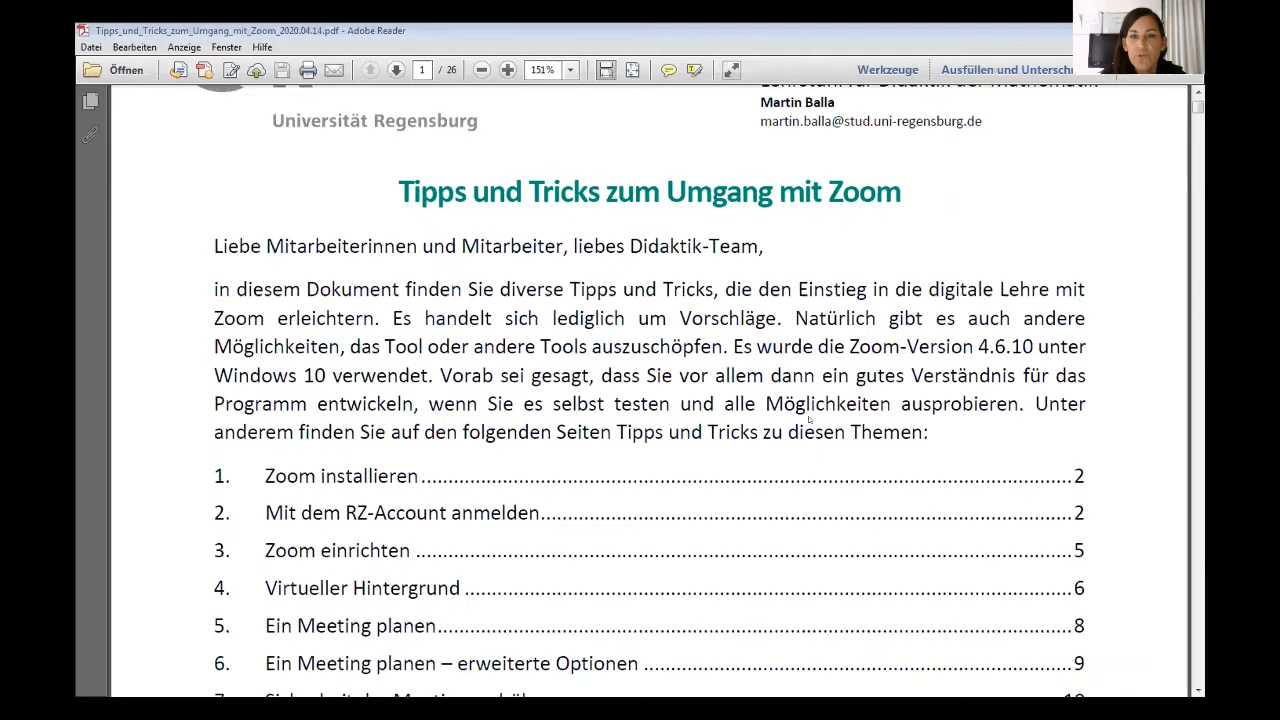 Tipps_und_Tricks_zum_Umgang_mit_Zoom_2020.04.14.pdf - Adobe Reader
Datei Bearbeiten Anzeige Fenster Hilfe
Öffnen 1 / 26 151% Werkzeuge Ausfüllen und Untersch
Lehrstuhl für Didaktik der Mathematik
Martin Balla
Universität Regensburg
martin.balla@stud.uni-regensburg.de
Tipps und Tricks zum Umgang mit Zoom
Liebe Mitarbeiterinnen und Mitarbeiter, liebes Didaktik-Team,
in diesem Dokument finden Sie diverse Tipps und Tricks, die den Einstieg in die digitale Lehre mit
Zoom erleichtern. Es handelt sich lediglich um Vorschläge. Natürlich gibt es auch andere
Möglichkeiten, das Tool oder andere Tools auszuschöpfen. Es wurde die Zoom-Version 4.6.10 unter
Windows 10 verwendet. Vorab sei gesagt, dass Sie vor allem dann ein gutes Verständnis für das
Programm entwickeln, wenn Sie es selbst testen und alle Möglichkeiten ausprobieren. Unter
anderem finden Sie auf den folgenden Seiten Tipps und Tricks zu diesen Themen:
1. Zoom installieren 2
2. Mit dem RZ-Account anmelden 2
3. Zoom einrichten 5
4. Virtueller Hintergrund 6
5. Ein Meeting planen 8
6. Ein Meeting planen – erweiterte Optionen 9